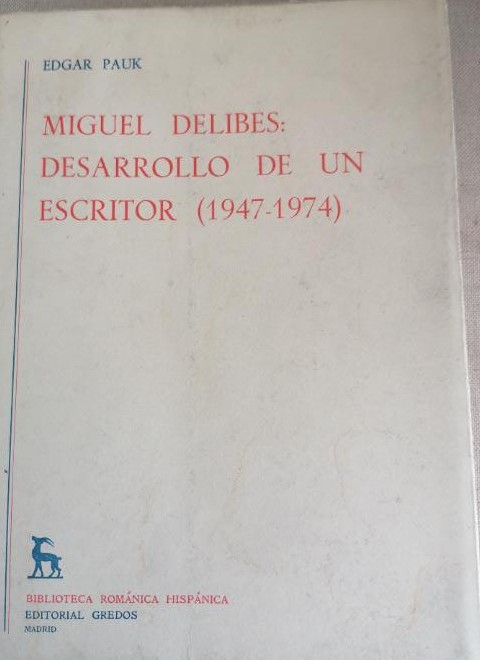 EDGAR PAUK
MIGUEL DELIBES:
DESARROLLO DE UN
ESCRITOR (1947-1974)
BIBLIOTECA ROMÁNICA HISPÁNICA
EDITORIAL GREDOS
MADRID